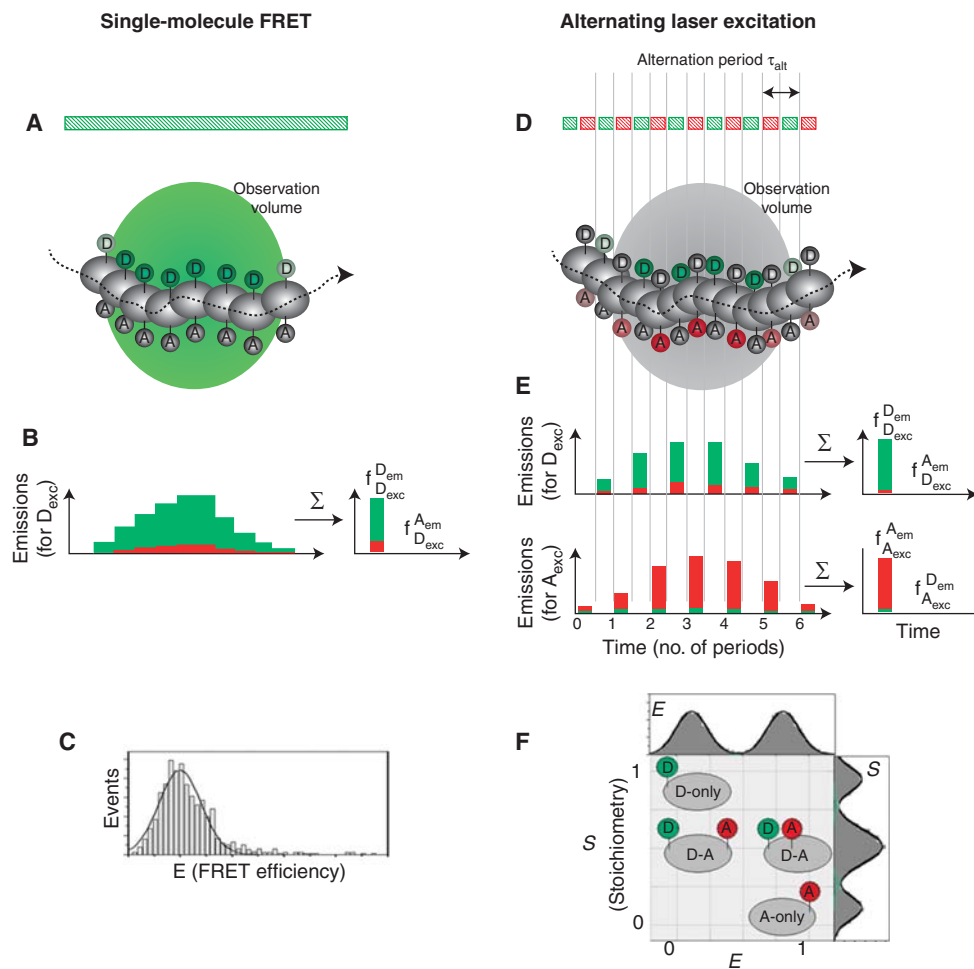 Single-molecule FRET
Alternating laser excitation
Alternation period τalt
A
D
Observation
volume
D D D D D D D
A A A A A A A
Observation
volume
D D D D D D D D D D D D D
A A A A A A A A A A A A A
B
Emissions
(for Dexc)
Σ
f Dem Dexc
f Aem Dexc
E
Emissions
(for Dexc)
Σ
f Dem Dexc
f Aem Dexc
Emissions
(for Aexc)
Σ
f Aem Aexc
f Dem Aexc
0 1 2 3 4 5 6
Time (no. of periods)
Time
C
Events
E (FRET efficiency)
F
E
S
S
(Stoichometry)
1
0
D
D-only
D A
D-A
D A
D-A
A
A-only
0 1
E